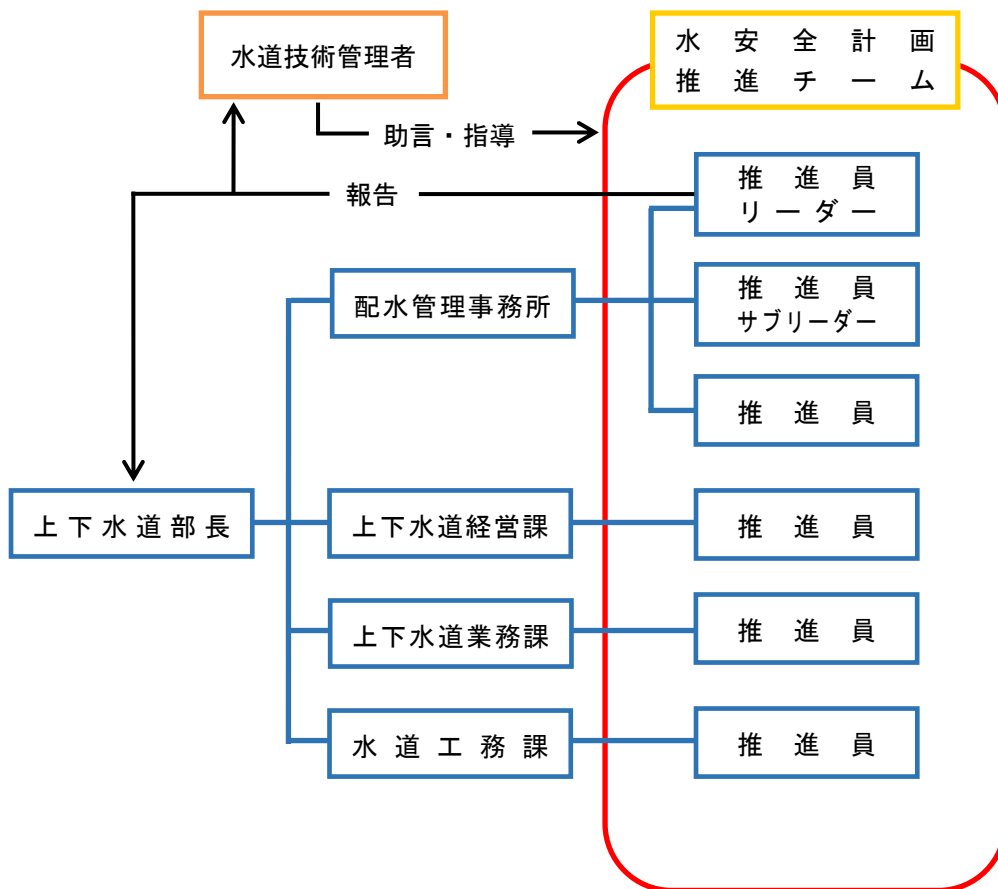 水道技術管理者
水安全計画
推進チーム
助言・指導
報告
推進員
リーダー
配水管理事務所
推進員
サブリーダー
推進員
上下水道部長
上下水道経営課
推進員
上下水道業務課
推進員
水道工務課
推進員